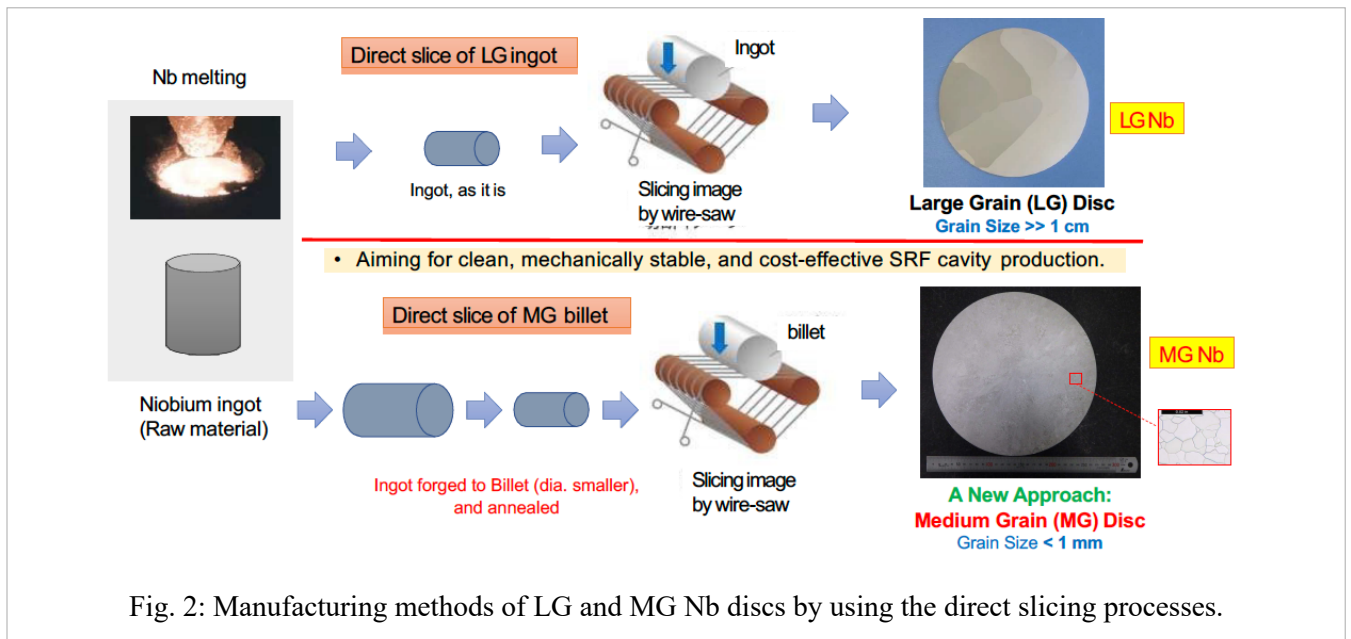 Nb melting
Direct slice of LG ingot
Ingot
Ingot, as it is
Slicing image
by wire-saw
LG Nb
Large Grain (LG) Disc
Grain Size >> 1 cm
• Aiming for clean, mechanically stable, and cost-effective SRF cavity production.
Direct slice of MG billet
billet
MG Nb
Niobium ingot
(Raw material)
Ingot forged to Billet (dia. smaller),
and annealed
Slicing image
by wire-saw
A New Approach:
Medium Grain (MG) Disc
Grain Size < 1 mm
Fig. 2: Manufacturing methods of LG and MG Nb discs by using the direct slicing processes.